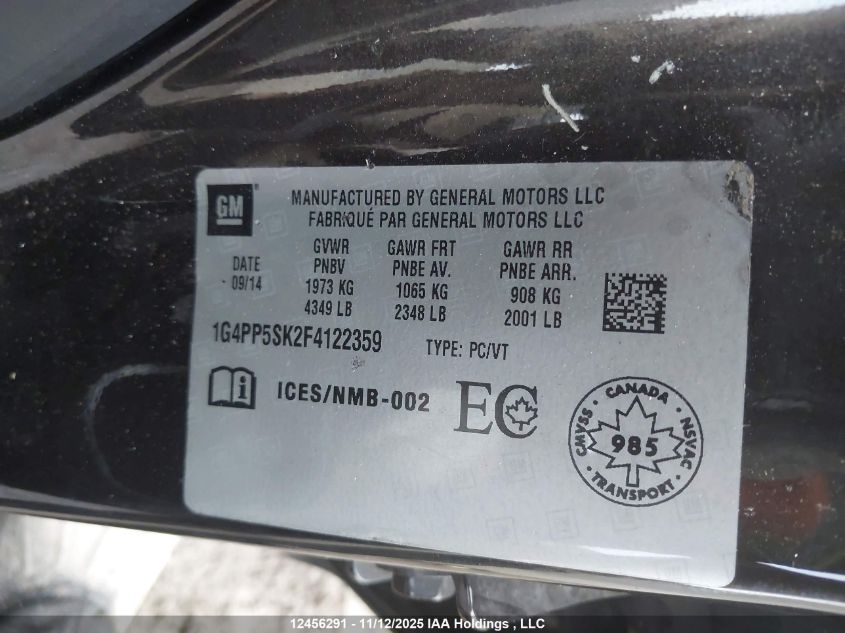 GM
MANUFACTURED BY GENERAL MOTORS LLC
FABRIQUÉ PAR GENERAL MOTORS LLC
DATE
09/14
GVWR
PNBV
1973 KG
4349 LB
GAWR FRT
PNBE AV.
1065 KG
2348 LB
GAWR RR
PNBE ARR.
908 KG
2001 LB
1G4PP5SK2F4122359 TYPE: PC/VT
i ICES/NMB-002 EC
CANADA
CMVSS 985 NSVAC
TRANSPORT
12456291 - 11/12/2025 IAA Holdings , LLC